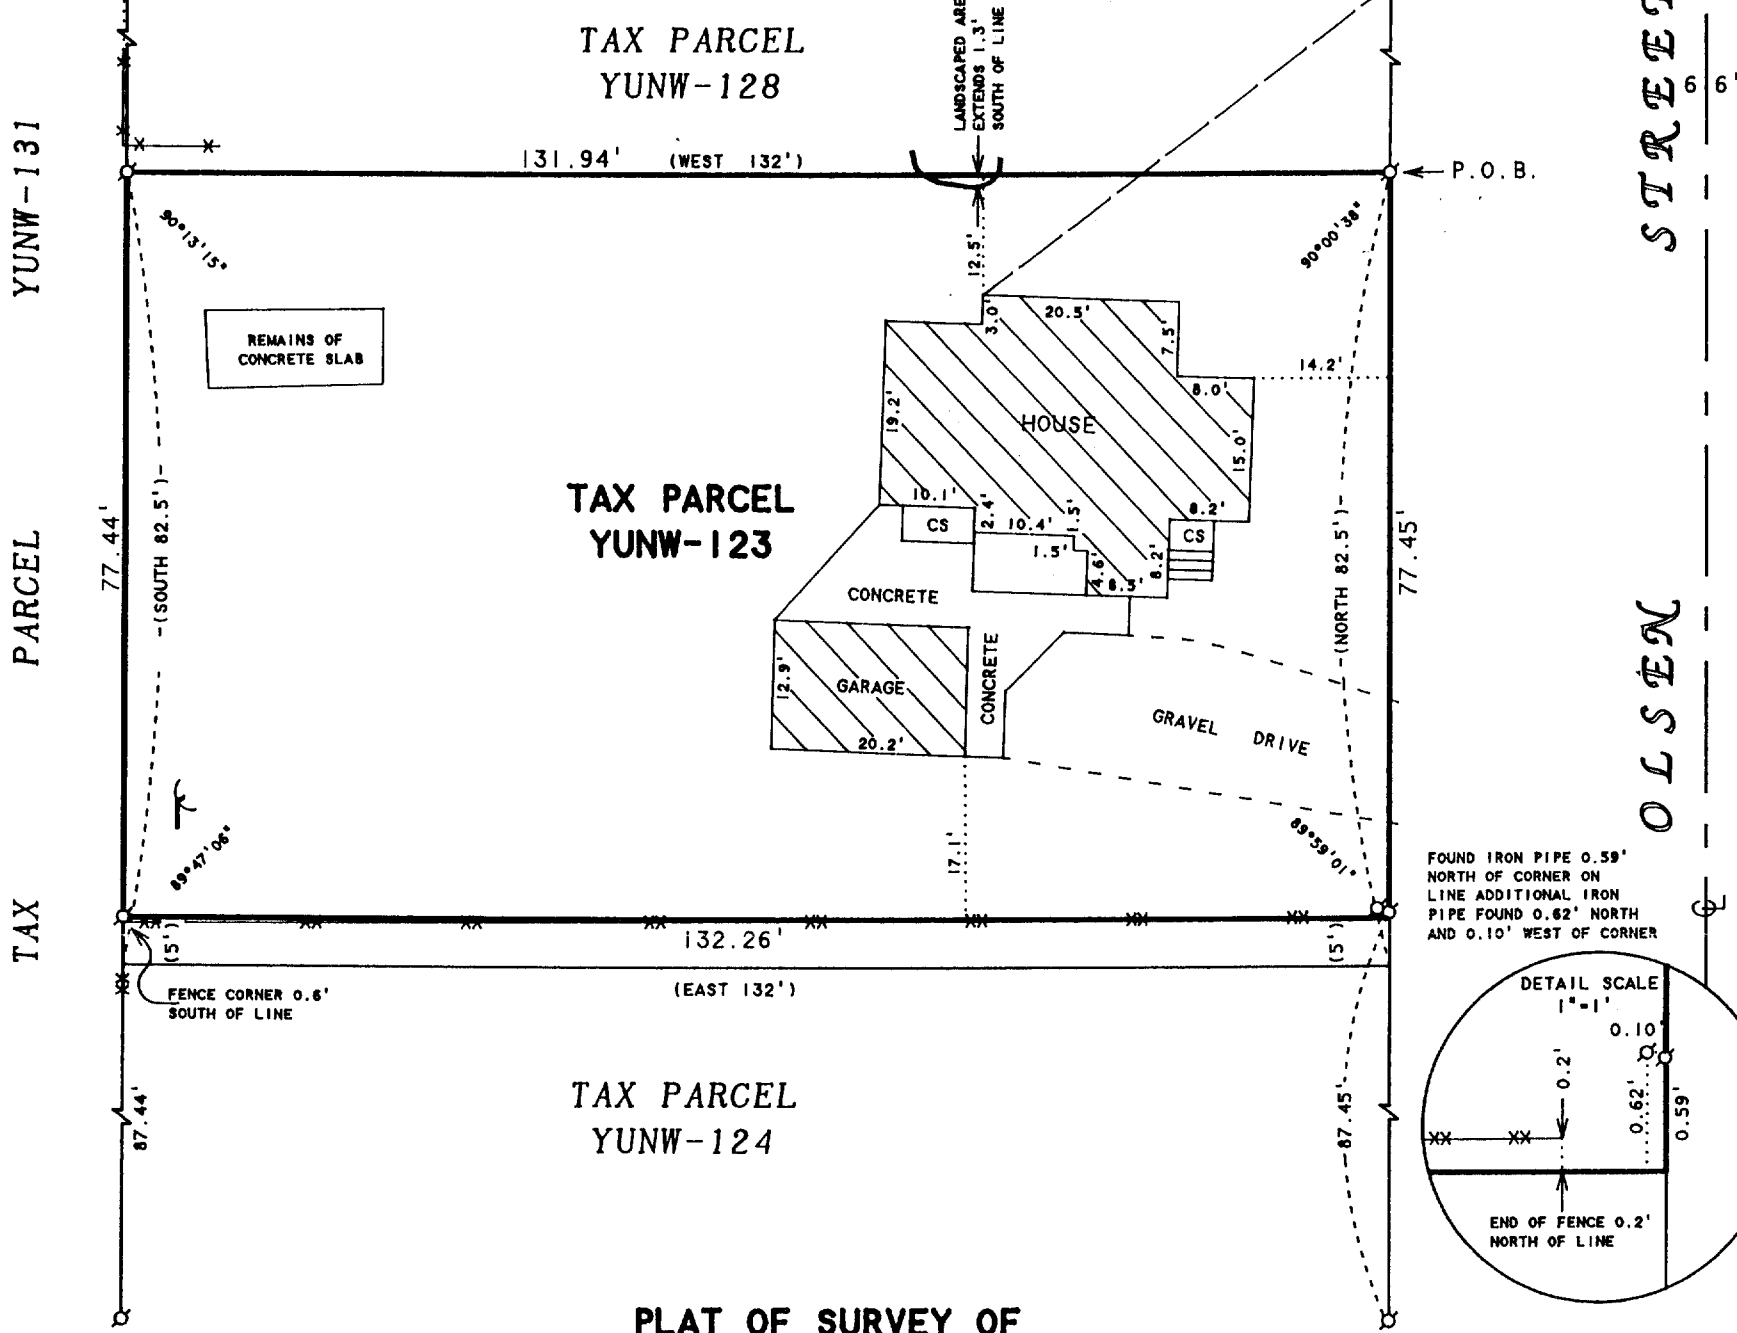 TAX PARCEL
YUNW-128
LANDSCAPED ARE
EXTENDS 1.3'
SOUTH OF LINE
STREET
66'
YUNW-131
131.94' (WEST 132')
P.O.B.
90°13'15"
90°00'38"
12.5'
REMAINS OF
CONCRETE SLAB
3.0'
20.5'
7.5'
14.2'
8.0'
19.2'
HOUSE
15.0'
TAX PARCEL
YUNW-123
10.1'
2.4'
10.4'
1.5'
8.2'
CS
CS
1.5'
4.6'
8.5'
8.2'
77.44'
(SOUTH 82.5')
(NORTH 82.5')
77.45'
PARCEL
CONCRETE
CONCRETE
12.9'
GARAGE
20.2'
GRAVEL DRIVE
OLSEN
17.1'
89°47'06"
89°59'01"
FOUND IRON PIPE 0.59'
NORTH OF CORNER ON
LINE ADDITIONAL IRON
PIPE FOUND 0.62' NORTH
AND 0.10' WEST OF CORNER
TAX
(5')
132.26'
(5')
(EAST 132')
FENCE CORNER 0.6'
SOUTH OF LINE
DETAIL SCALE
1"=1'
0.10'
0.2'
0.62'
0.59'
XX XX
END OF FENCE 0.2'
NORTH OF LINE
TAX PARCEL
YUNW-124
87.44'
87.45'
PLAT OF SURVEY OF